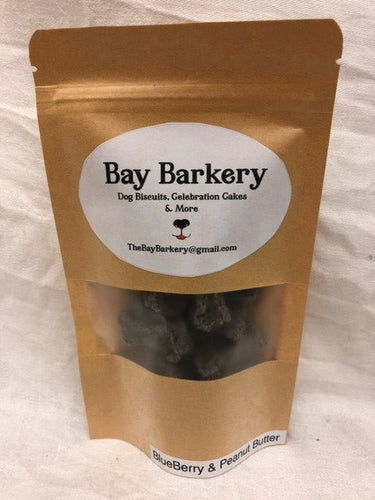 Bay Barkery
Dog Biscuits, Celebration Cakes
& More
TheBayBarkery@gmail.com
BlueBerry & Peanut Butter